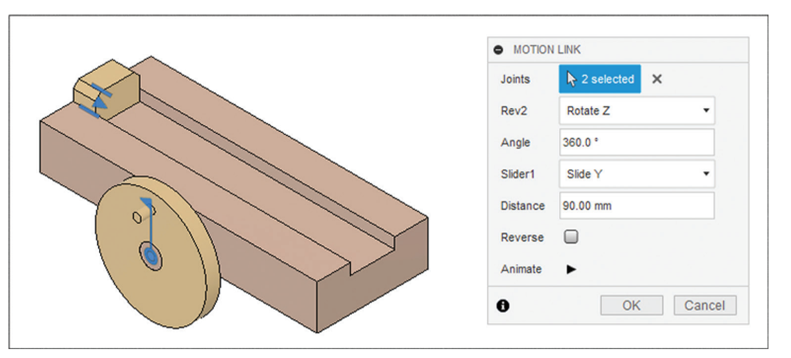 MOTION LINK
Joints 2 selected
Rev2 Rotate Z
Angle 360.0 °
Slider1 Slide Y
Distance 90.00 mm
Reverse
Animate
OK Cancel